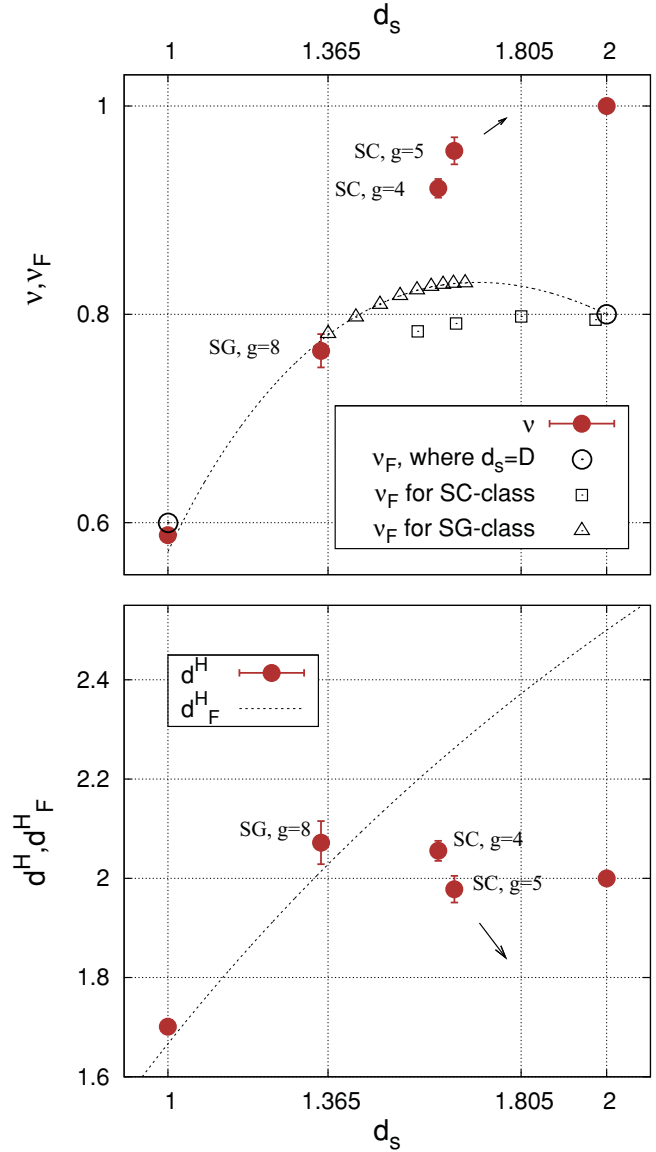 d_s
1 1.365 1.805 2
1
SC, g=5
SC, g=4
ν,ν_F
0.8
SG, g=8
ν
ν_F, where d_s=D
ν_F for SC-class
ν_F for SG-class
0.6
d^H
d^H_F
2.4
2.2
SG, g=8
SC, g=4
d^H,d^H_F
2
SC, g=5
1.8
1.6
1 1.365 1.805 2
d_s